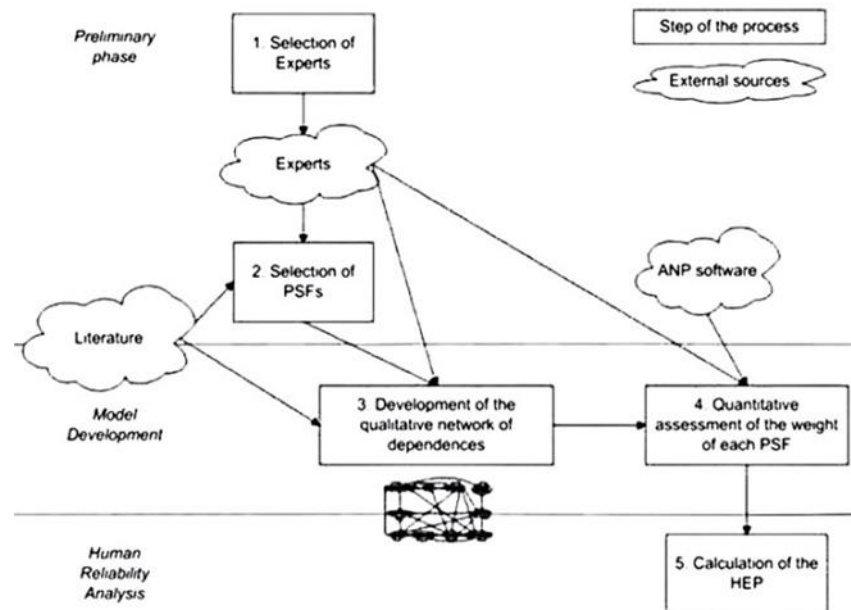 Preliminary
phase
1. Selection of
Experts
Step of the process
External sources
Experts
2. Selection of
PSFs
ANP software
Literature
Model
Development
3. Development of the
qualitative network of
dependences
4. Quantitative
assessment of the weight
of each PSF
Human
Reliability
Analysis
5. Calculation of the
HEP